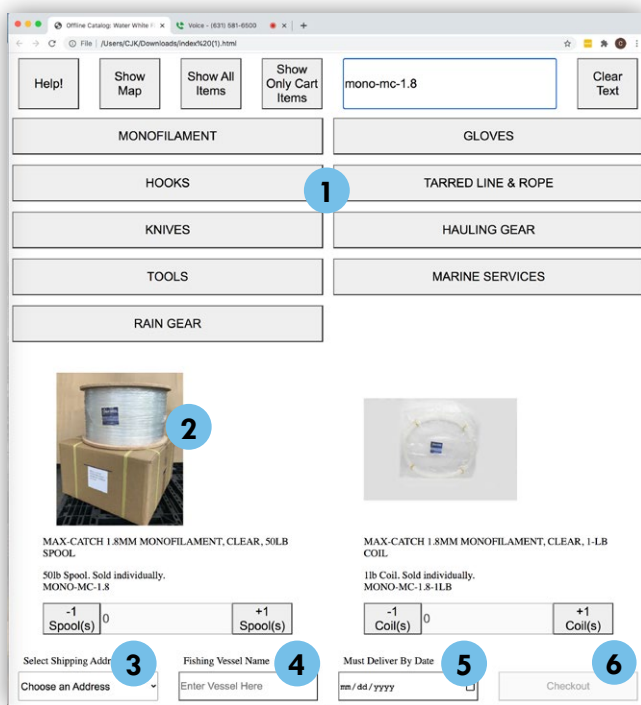 Offline Catalog: Water White F
Voice - (631) 581-6500
File | /Users/CJK/Downloads/index%20(1).html
Help!
Show
Map
Show All
Items
Show
Only Cart
Items
mono-mc-1.8
Clear
Text
MONOFILAMENT
GLOVES
HOOKS
1
TARRED LINE & ROPE
KNIVES
HAULING GEAR
TOOLS
MARINE SERVICES
RAIN GEAR
2
MAX-CATCH 1.8MM MONOFILAMENT, CLEAR, 50LB
SPOOL
50lb Spool. Sold individually.
MONO-MC-1.8
-1
Spool(s)
0
+1
Spool(s)
MAX-CATCH 1.8MM MONOFILAMENT, CLEAR, 1-LB
COIL
1lb Coil. Sold individually.
MONO-MC-1.8-1LB
-1
Coil(s)
0
+1
Coil(s)
Select Shipping
3
Choose an Address
Fishing Vessel Name
4
Enter Vessel Here
Must Deliver By Date
5
mm/dd/yyyy
6
Checkout